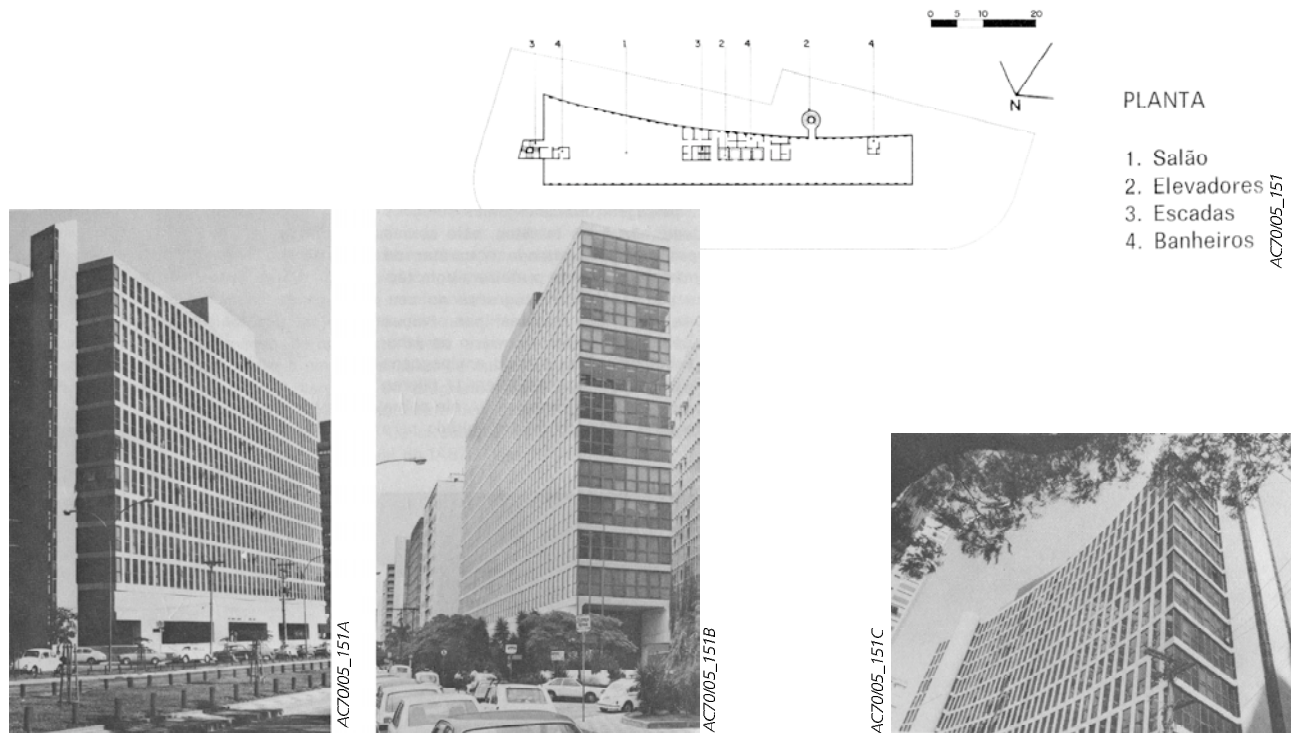 0 5 10 20
3 4 1 3 2 4 2 4
N
PLANTA
1. Salão
2. Elevadores
3. Escadas
4. Banheiros
AC70/05_151
AC70/05_151A
AC70/05_151B
AC70/05_151C